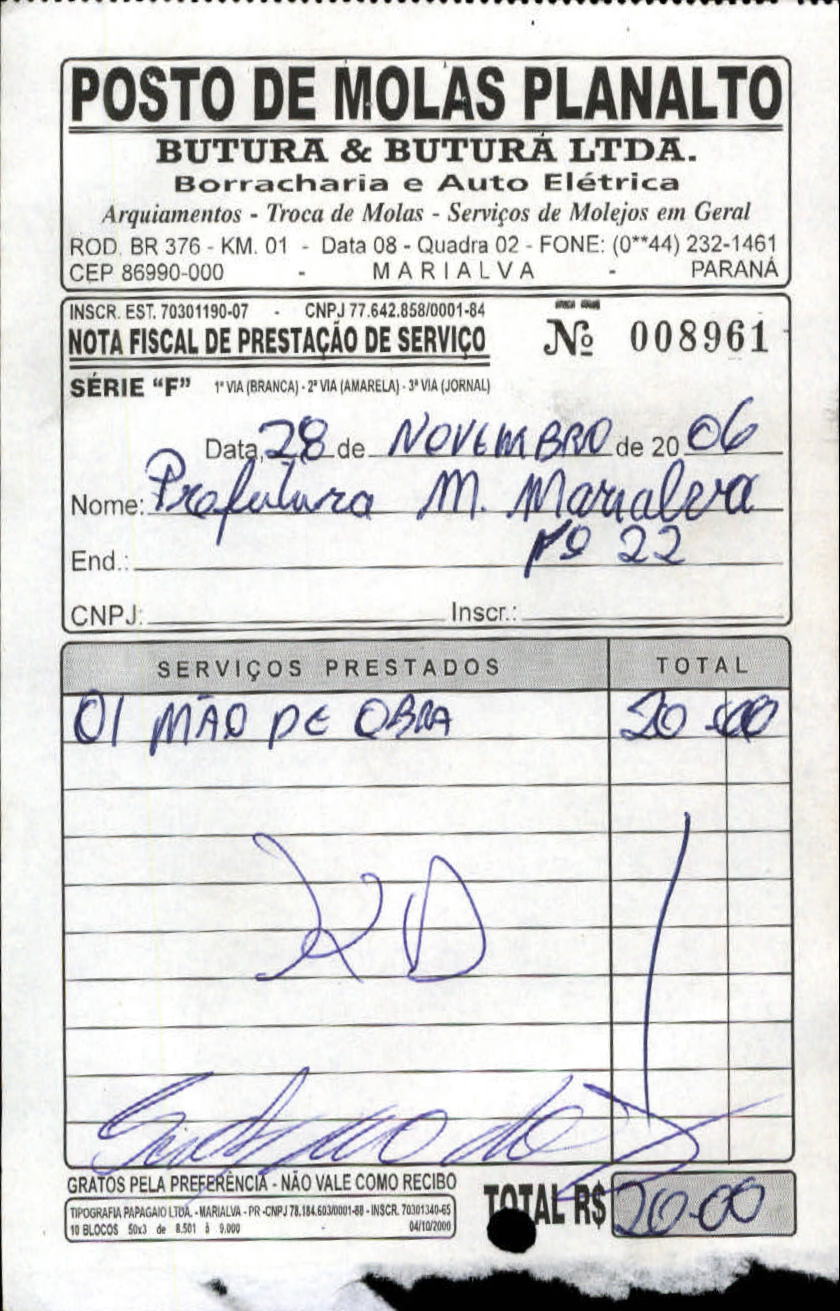 POSTO DE MOLAS PLANALTO
BUTURA & BUTURA LTDA.
Borracharia e Auto Elétrica
Arquiamentos - Troca de Molas - Serviços de Molejos em Geral
ROD. BR 376 - KM. 01 - Data 08 - Quadra 02 - FONE: (0**44) 232-1461
CEP 86990-000 - MARIALVA - PARANÁ
INSCR. EST. 70301190-07 - CNPJ 77.642.858/0001-84
NOTA FISCAL DE PRESTAÇÃO DE SERVIÇO Nº 008961
SÉRIE "F" 1ª VIA (BRANCA) - 2ª VIA (AMARELA) - 3ª VIA (JORNAL)
Data, 28 de NOVEMBRO de 20 06
Nome: Prefeitura M. Marialva
End.: Nº 22
CNPJ: Inscr.:
SERVIÇOS PRESTADOS TOTAL
01 MÃO DE OBRA 20 00
GRATOS PELA PREFERÊNCIA - NÃO VALE COMO RECIBO
TIPOGRAFIA PAPAGAIO LTDA. - MARIALVA - PR - CNPJ 78.184.603/0001-88 - INSCR. 70301340-65
10 BLOCOS 50x3 de 8.501 à 9.000 04/10/2000
TOTAL R$ 20-00